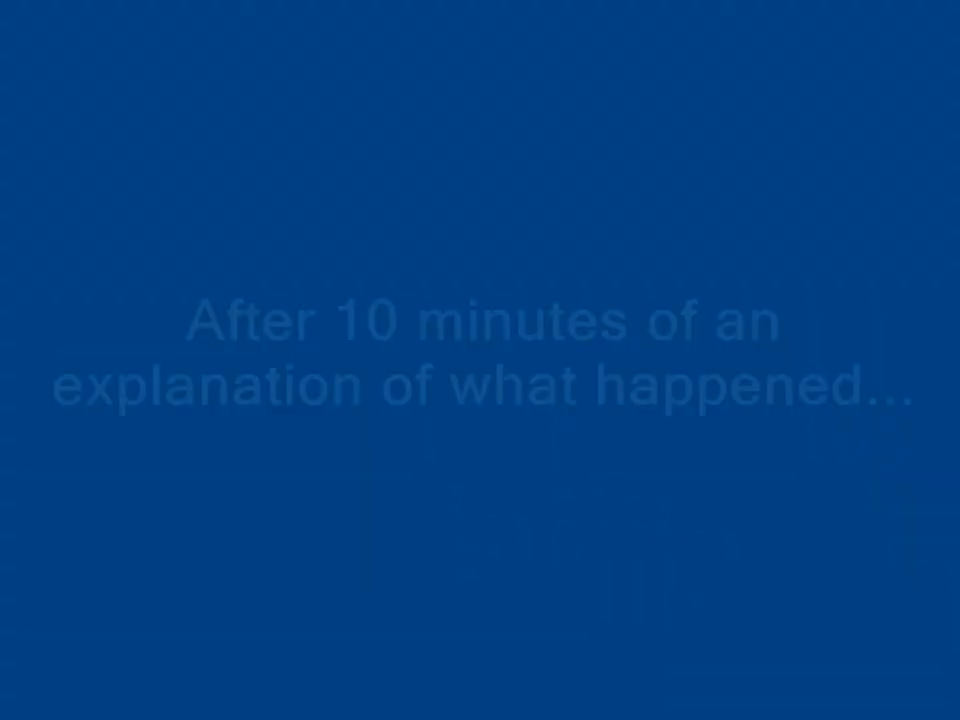 After 10 minutes of an
explanation of what happened...